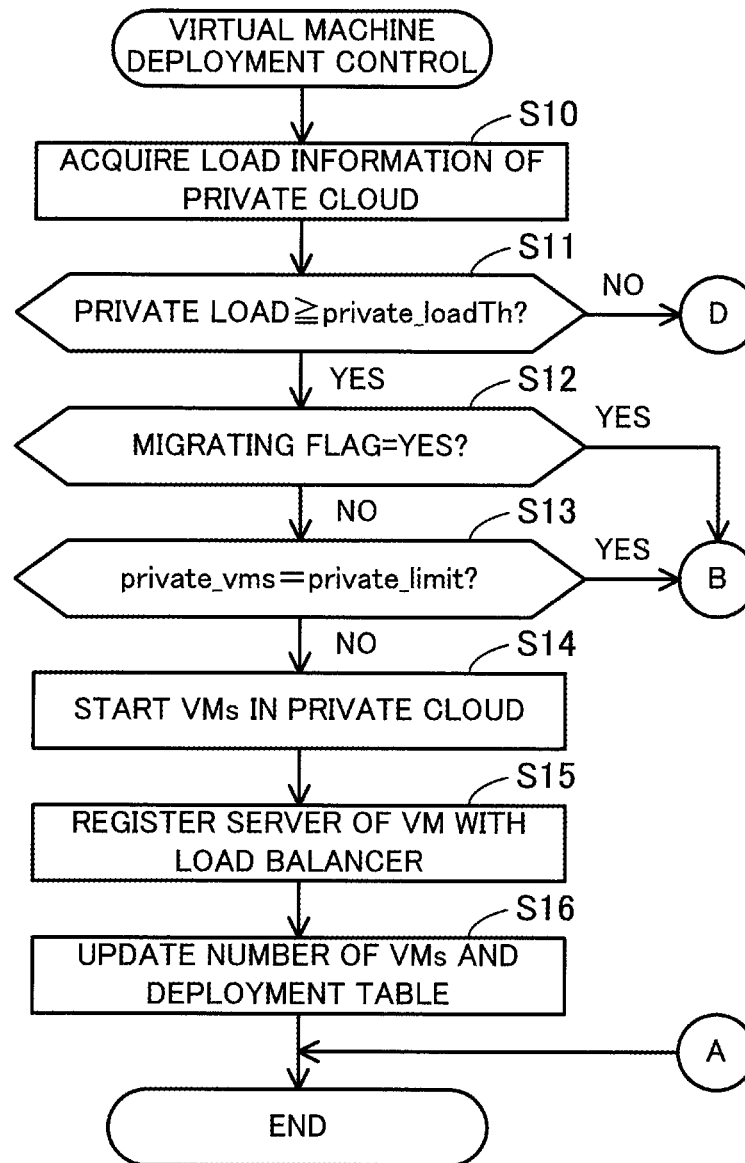 VIRTUAL MACHINE
DEPLOYMENT CONTROL
S10
ACQUIRE LOAD INFORMATION OF
PRIVATE CLOUD
S11
PRIVATE LOAD≧private_loadTh?
NO
D
YES
S12
MIGRATING FLAG=YES?
YES
NO
S13
private_vms=private_limit?
YES
B
NO
S14
START VMs IN PRIVATE CLOUD
S15
REGISTER SERVER OF VM WITH
LOAD BALANCER
S16
UPDATE NUMBER OF VMs AND
DEPLOYMENT TABLE
A
END